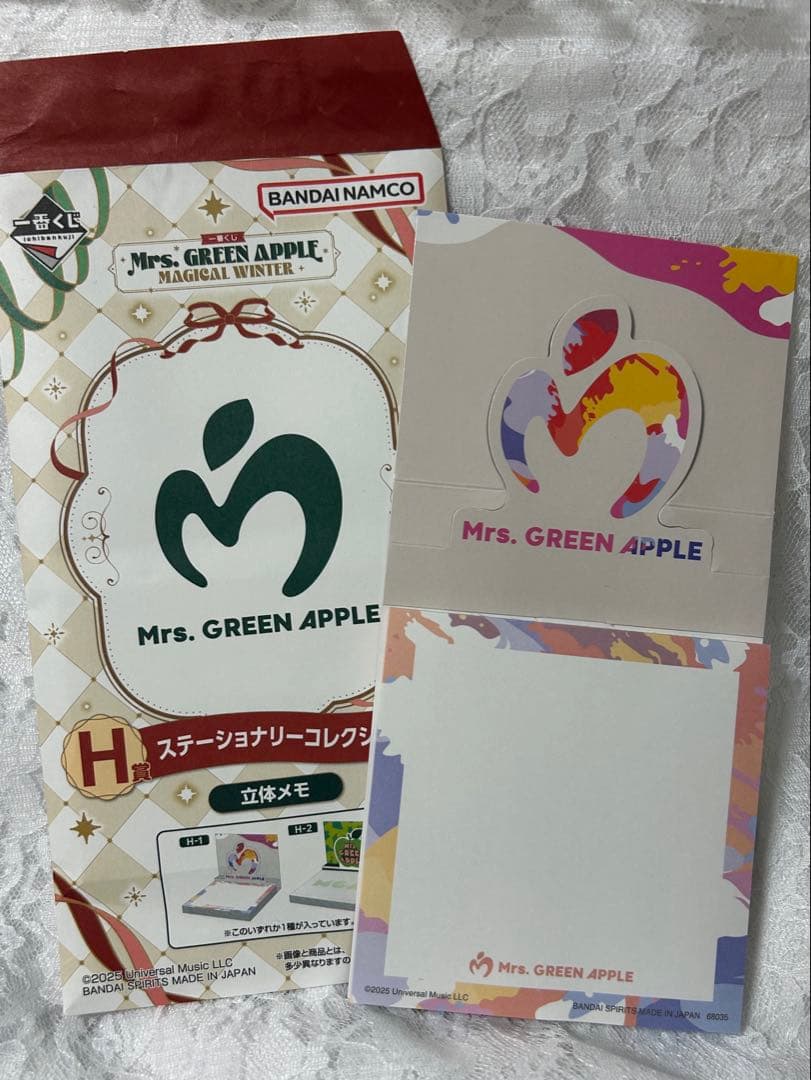 BANDAI NAMCO
一番くじ
ichibankuji
一番くじ
Mrs. GREEN APPLE
MAGICAL WINTER
Mrs. GREEN APPLE
H賞
ステーショナリーコレクシ
立体メモ
H-1
H-2
※このいずれか1種が入っています。
※画像と商品とは、
多少異なりますの
©2025 Universal Music LLC
BANDAI SPIRITS MADE IN JAPAN
Mrs. GREEN APPLE
Mrs. GREEN APPLE
©2025 Universal Music LLC
BANDAI SPIRITS MADE IN JAPAN 68035